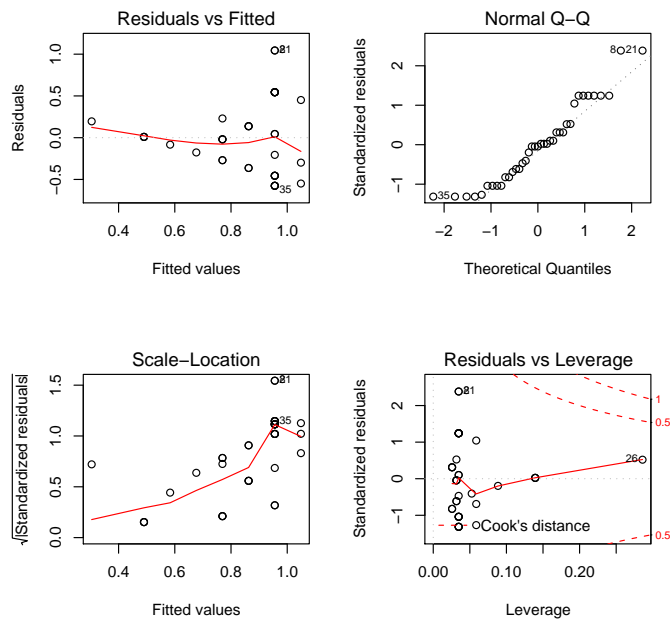 Residuals vs Fitted
Residuals
1.0
0.5
0.0
−0.5
21
35
0.4 0.6 0.8 1.0
Fitted values
Normal Q−Q
Standardized residuals
2
1
0
−1
8 21
35
−2 −1 0 1 2
Theoretical Quantiles
Scale−Location
√|Standardized residuals|
1.5
1.0
0.5
0.0
21
35
0.4 0.6 0.8 1.0
Fitted values
Residuals vs Leverage
Standardized residuals
2
1
0
−1
21
26
1
0.5
0.5
Cook's distance
0.00 0.10 0.20
Leverage